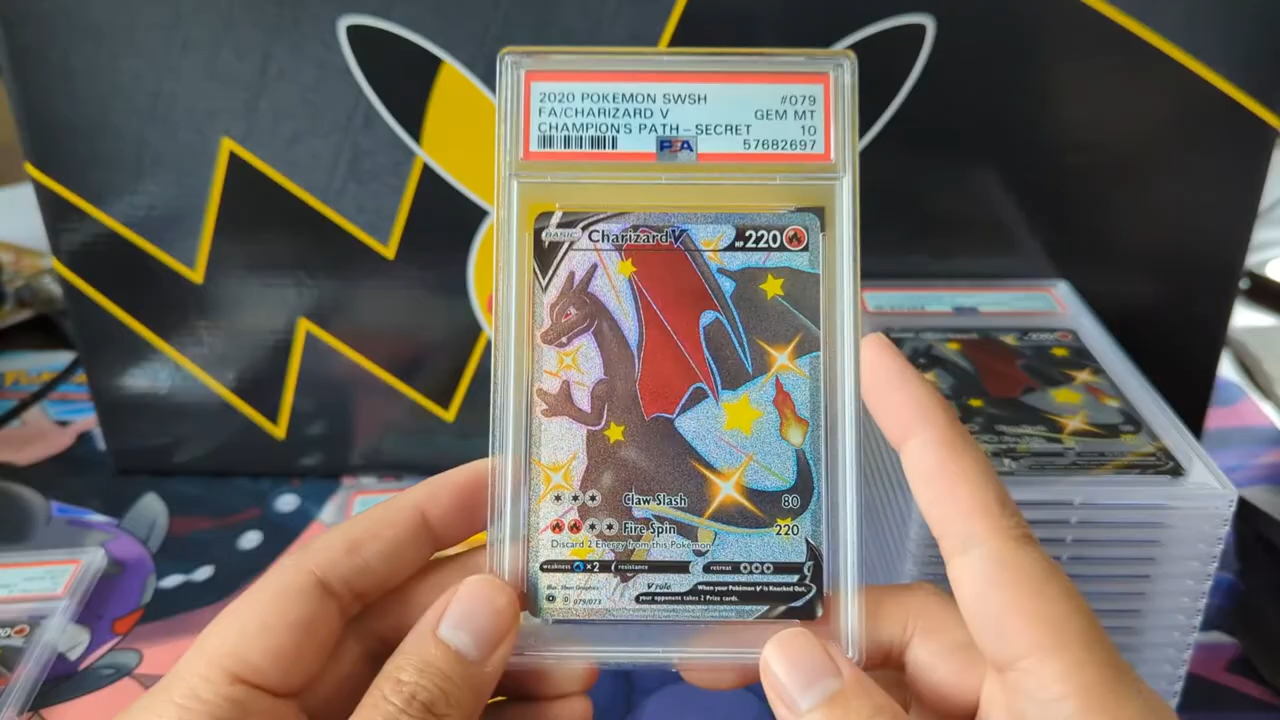 2020 POKEMON SWSH #079
FA/CHARIZARD V GEM MT
CHAMPION'S PATH - SECRET 10
PSA 57682697
BASIC Charizard V HP 220
Claw Slash 80
Fire Spin 220
Discard 2 Energy from this Pokémon.
weakness ×2 resistance retreat
V rule When your Pokémon V is Knocked Out,
your opponent takes 2 Prize cards.
D 079/073
220